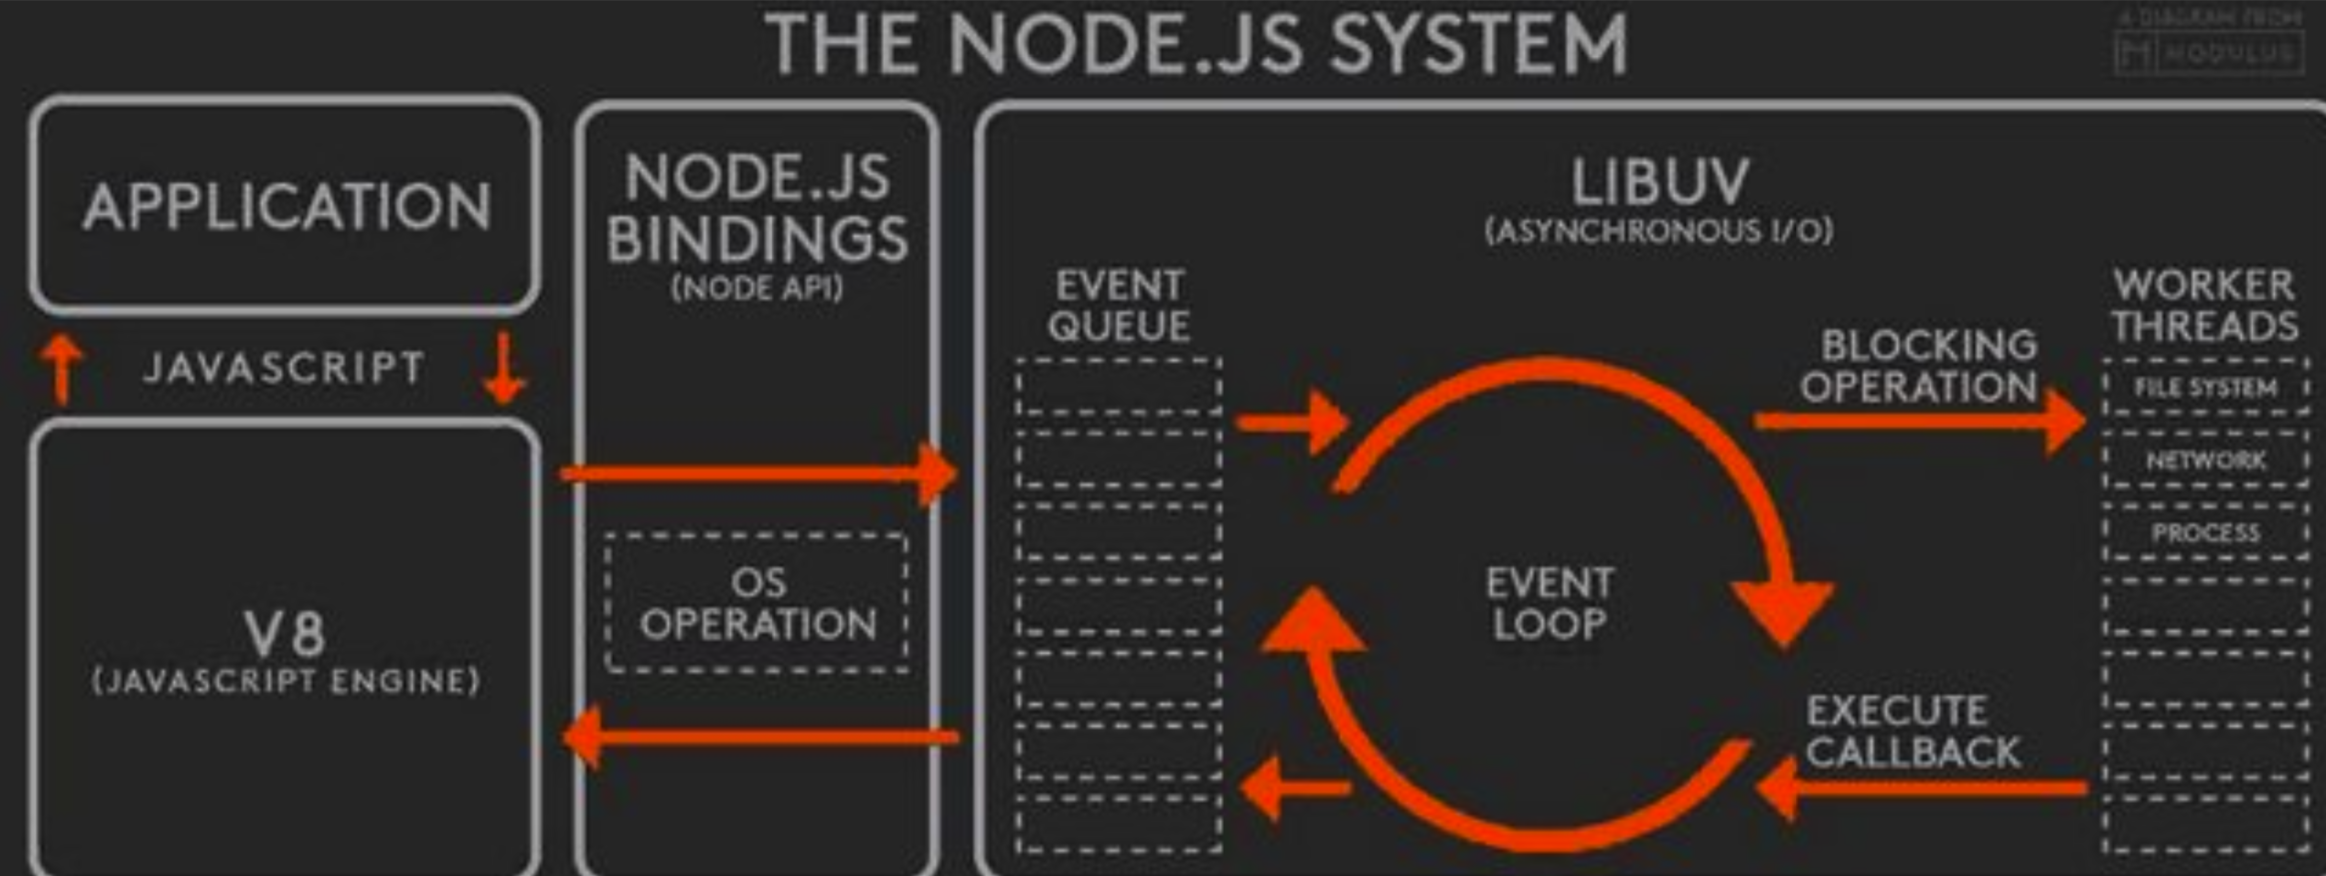 THE NODE.JS SYSTEM
A DIAGRAM FROM
MODULUS
APPLICATION
JAVASCRIPT
V8
(JAVASCRIPT ENGINE)
NODE.JS
BINDINGS
(NODE API)
OS
OPERATION
LIBUV
(ASYNCHRONOUS I/O)
EVENT
QUEUE
EVENT
LOOP
BLOCKING
OPERATION
EXECUTE
CALLBACK
WORKER
THREADS
FILE SYSTEM
NETWORK
PROCESS